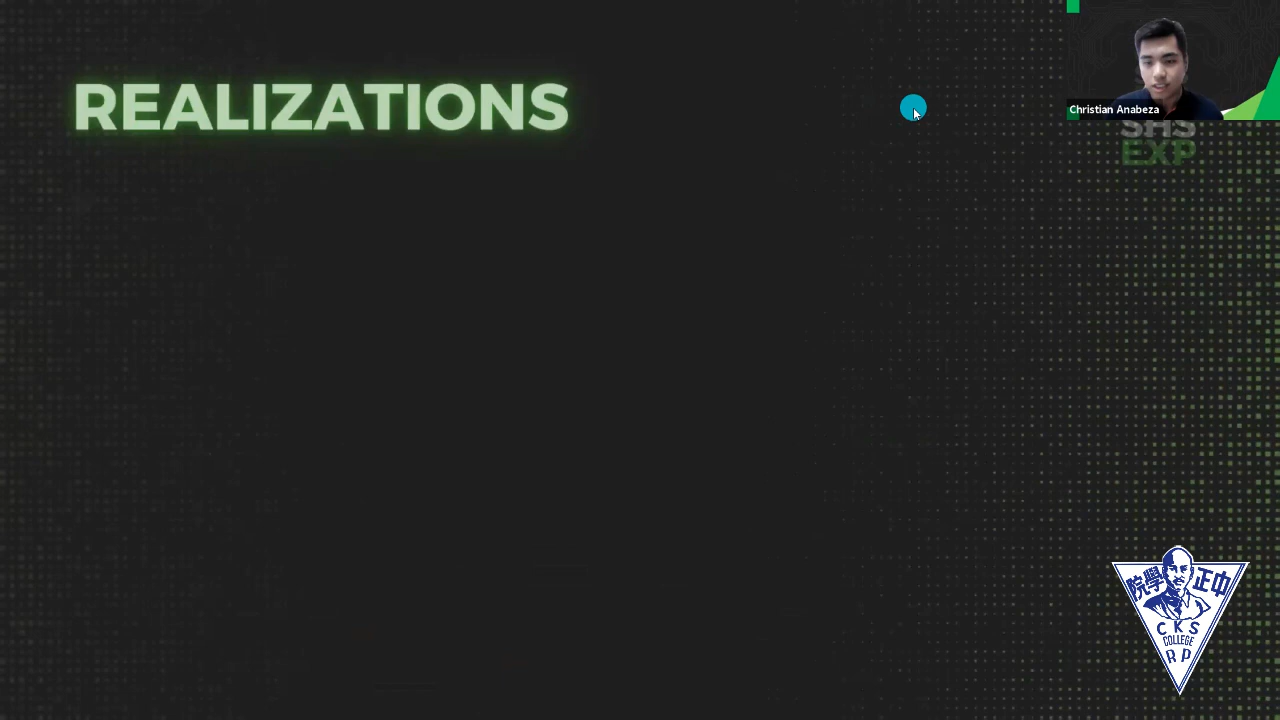 REALIZATIONS
Christian Anabeza
SHS
EXP
院學 正中
CKS
COLLEGE
RP